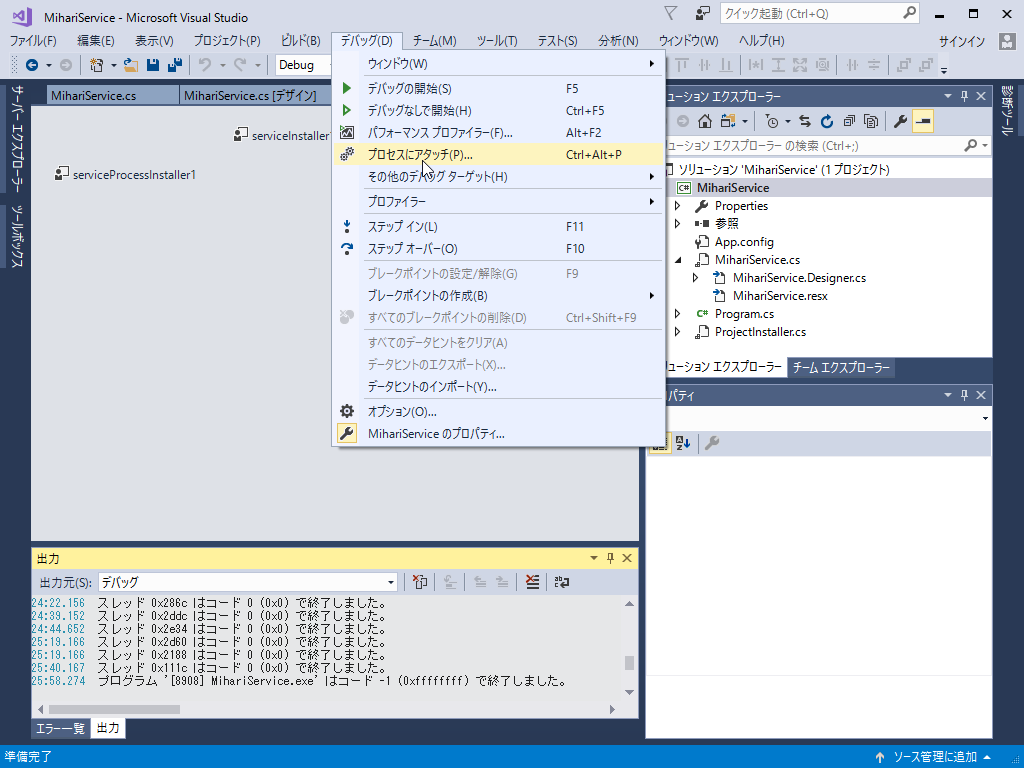 MihariService - Microsoft Visual Studio
クイック起動 (Ctrl+Q)
ファイル(F) 編集(E) 表示(V) プロジェクト(P) ビルド(B) デバッグ(D) チーム(M) ツール(T) テスト(S) 分析(N) ウィンドウ(W) ヘルプ(H) サインイン
Debug
サーバー エクスプローラー
ツールボックス
MihariService.cs
MihariService.cs [デザイン]
serviceInstaller
serviceProcessInstaller1
ウィンドウ(W)
デバッグの開始(S) F5
デバッグなしで開始(H) Ctrl+F5
パフォーマンス プロファイラー(F)... Alt+F2
プロセスにアタッチ(P)... Ctrl+Alt+P
その他のデバッグ ターゲット(H)
プロファイラー
ステップ イン(L) F11
ステップ オーバー(O) F10
ブレークポイントの設定/解除(G) F9
ブレークポイントの作成(B)
すべてのブレークポイントの削除(D) Ctrl+Shift+F9
すべてのデータヒントをクリア(A)
データヒントのエクスポート(X)...
データヒントのインポート(Y)...
オプション(O)...
MihariService のプロパティ...
ューション エクスプローラー
ューション エクスプローラー の検索 (Ctrl+;)
ソリューション 'MihariService' (1 プロジェクト)
C# MihariService
Properties
参照
App.config
MihariService.cs
MihariService.Designer.cs
MihariService.resx
C# Program.cs
ProjectInstaller.cs
ューション エクスプローラー
チーム エクスプローラー
パティ
診断ツール
出力
出力元(S): デバッグ
24:22.156 スレッド 0x286c はコード 0 (0x0) で終了しました。
24:39.152 スレッド 0x2ddc はコード 0 (0x0) で終了しました。
24:44.652 スレッド 0x2e34 はコード 0 (0x0) で終了しました。
25:19.166 スレッド 0x2d60 はコード 0 (0x0) で終了しました。
25:19.166 スレッド 0x2188 はコード 0 (0x0) で終了しました。
25:40.167 スレッド 0x111c はコード 0 (0x0) で終了しました。
25:58.274 プログラム '[8908] MihariService.exe' はコード -1 (0xffffffff) で終了しました。
エラー一覧 出力
準備完了
ソース管理に追加